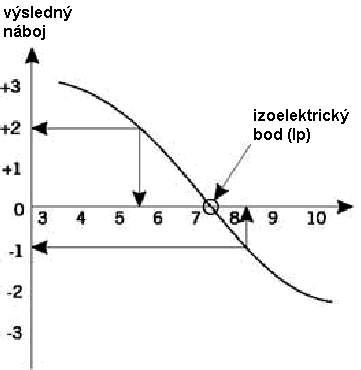 výsledný
náboj
+3
izoelektrický
bod (Ip)
+2
+1
0
3 4 5 6 7 8 9 10
-1
-2
-3